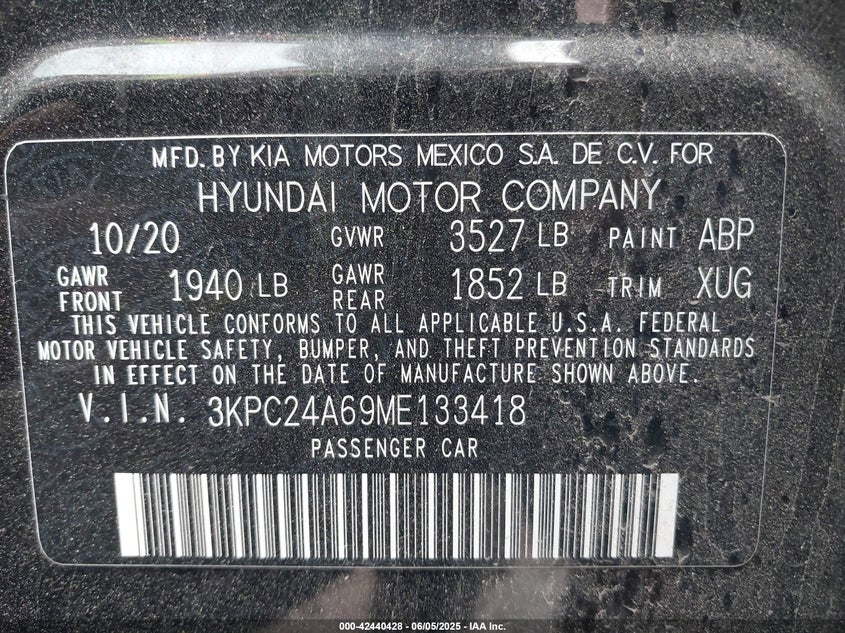 MFD. BY KIA MOTORS MEXICO S.A. DE C.V. FOR
HYUNDAI MOTOR COMPANY
10/20 GVWR 3527 LB PAINT ABP
GAWR FRONT 1940 LB GAWR REAR 1852 LB TRIM XUG
THIS VEHICLE CONFORMS TO ALL APPLICABLE U.S.A. FEDERAL
MOTOR VEHICLE SAFETY, BUMPER, AND THEFT PREVENTION STANDARDS
IN EFFECT ON THE DATE OF MANUFACTURE SHOWN ABOVE.
V.I.N. 3KPC24A69ME133418
PASSENGER CAR
000-42440428 - 06/05/2025 - IAA Inc.